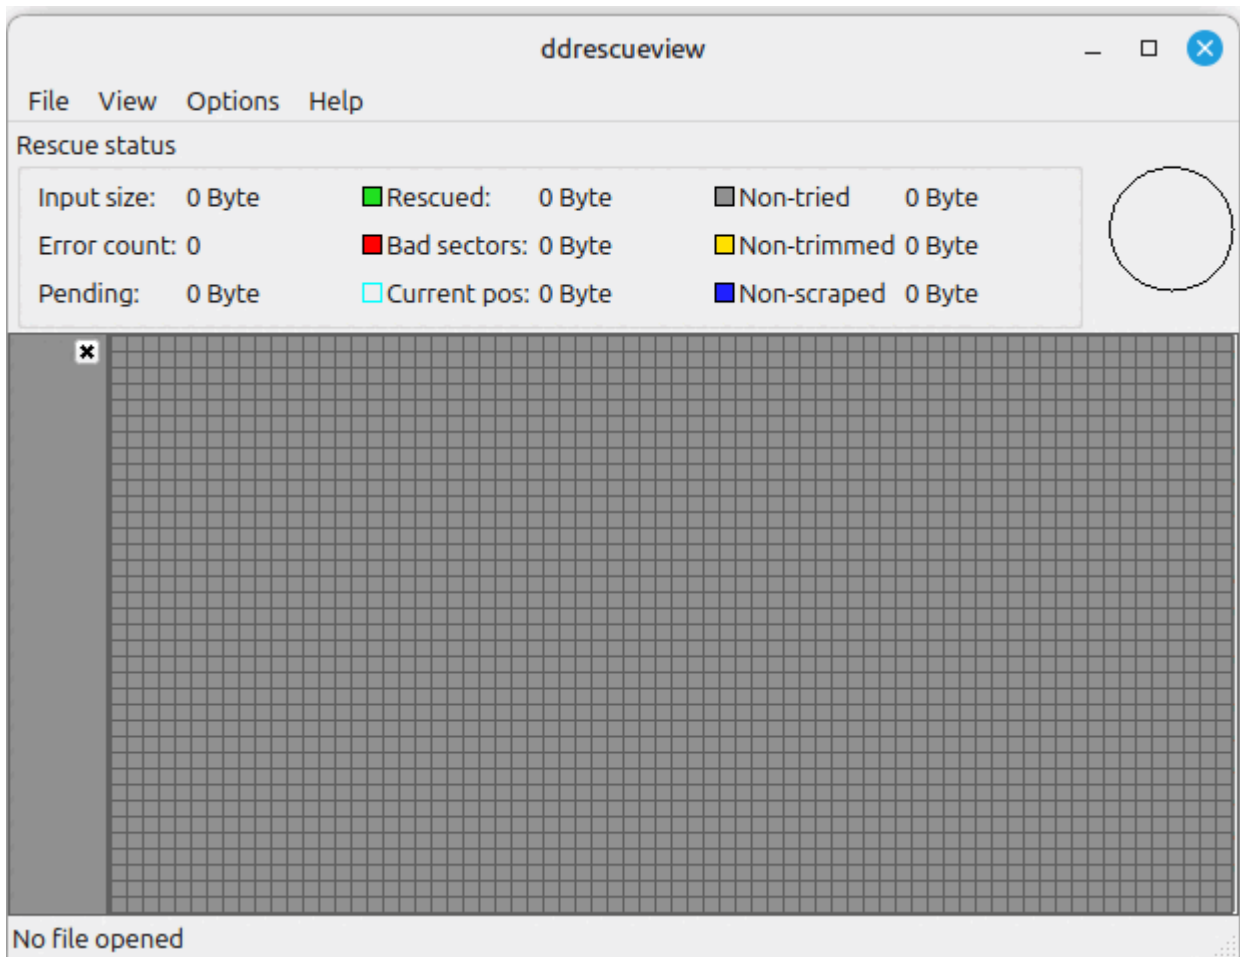 ddrescueview
File View Options Help
Rescue status
Input size: 0 Byte Rescued: 0 Byte Non-tried 0 Byte
Error count: 0 Bad sectors: 0 Byte Non-trimmed 0 Byte
Pending: 0 Byte Current pos: 0 Byte Non-scraped 0 Byte
No file opened